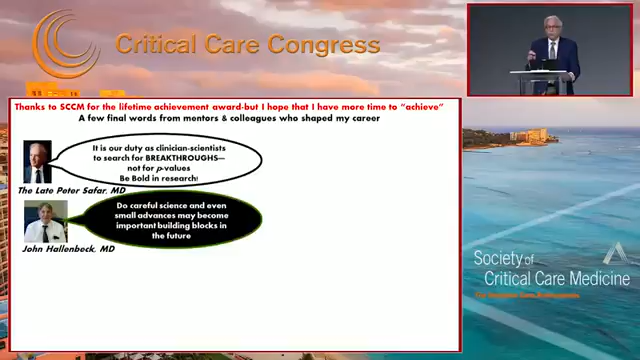 Critical Care Congress
Thanks to SCCM for the lifetime achievement award-but I hope that I have more time to “achieve”
A few final words from mentors & colleagues who shaped my career
It is our duty as clinician-scientists
to search for BREAKTHROUGHS—
not for p-values
Be Bold in research!
The Late Peter Safar, MD
Do careful science and even
small advances may become
important building blocks in
the future
John Hallenbeck, MD
Society of
Critical Care Medicine